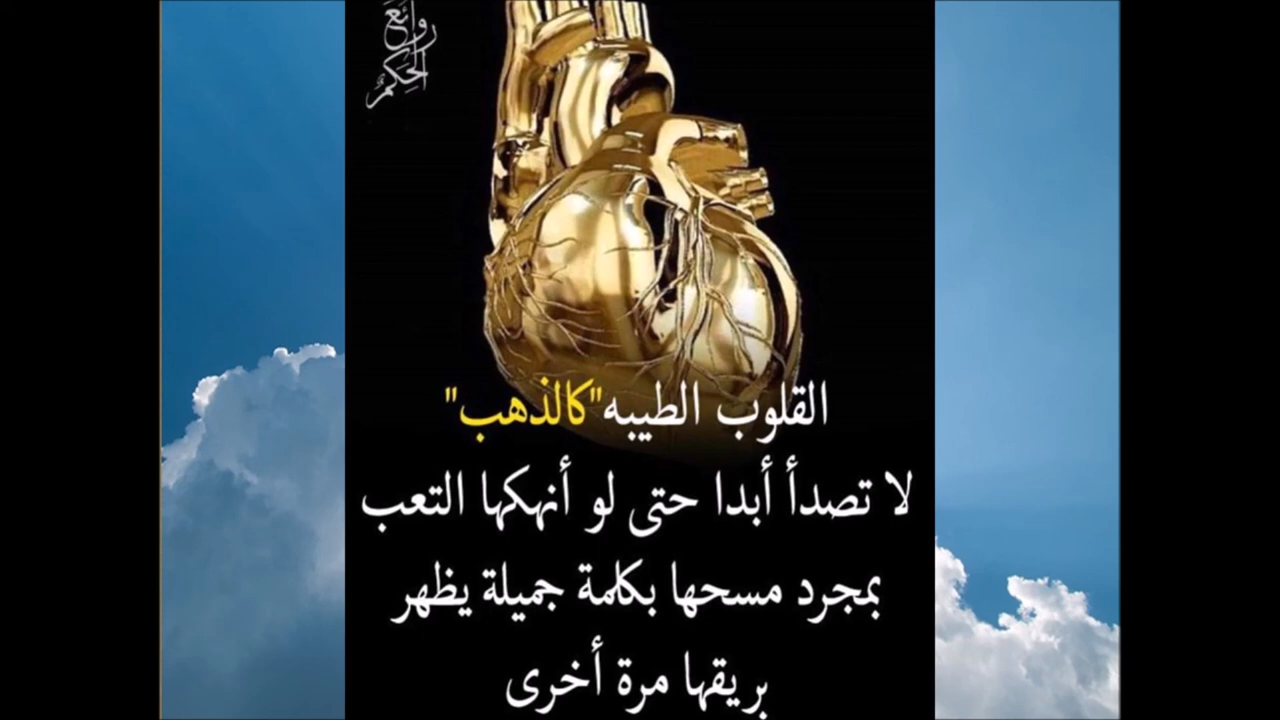 روائع
الحكم
القلوب الطيبه"كالذهب"
لا تصدأ أبدا حتى لو أنهكها التعب
بمجرد مسحها بكلمة جميلة يظهر
بريقها مرة أخرى